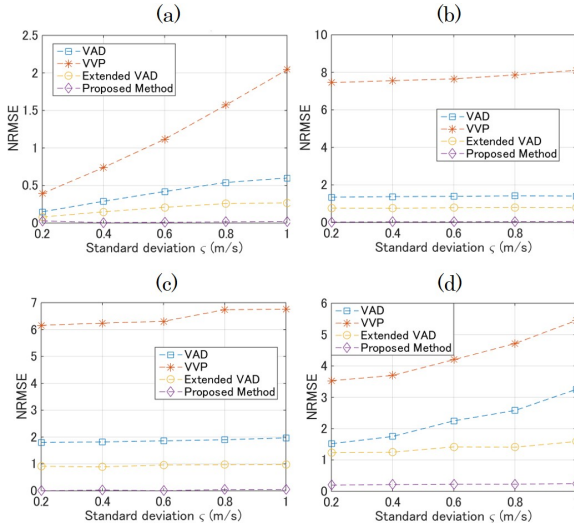 (a)
NRMSE
2.5
2
1.5
1
0.5
0
VAD
VVP
Extended VAD
Proposed Method
0.2 0.4 0.6 0.8 1
Standard deviation ς (m/s)
(b)
NRMSE
10
8
6
4
2
0
VAD
VVP
Extended VAD
Proposed Method
0.2 0.4 0.6 0.8 1
Standard deviation ς (m/s)
(c)
NRMSE
7
6
5
4
3
2
1
0
VAD
VVP
Extended VAD
Proposed Method
0.2 0.4 0.6 0.8 1
Standard deviation ς (m/s)
(d)
NRMSE
6
5
4
3
2
1
0
VAD
VVP
Extended VAD
Proposed Method
0.2 0.4 0.6 0.8
Standard deviation ς (m/s)